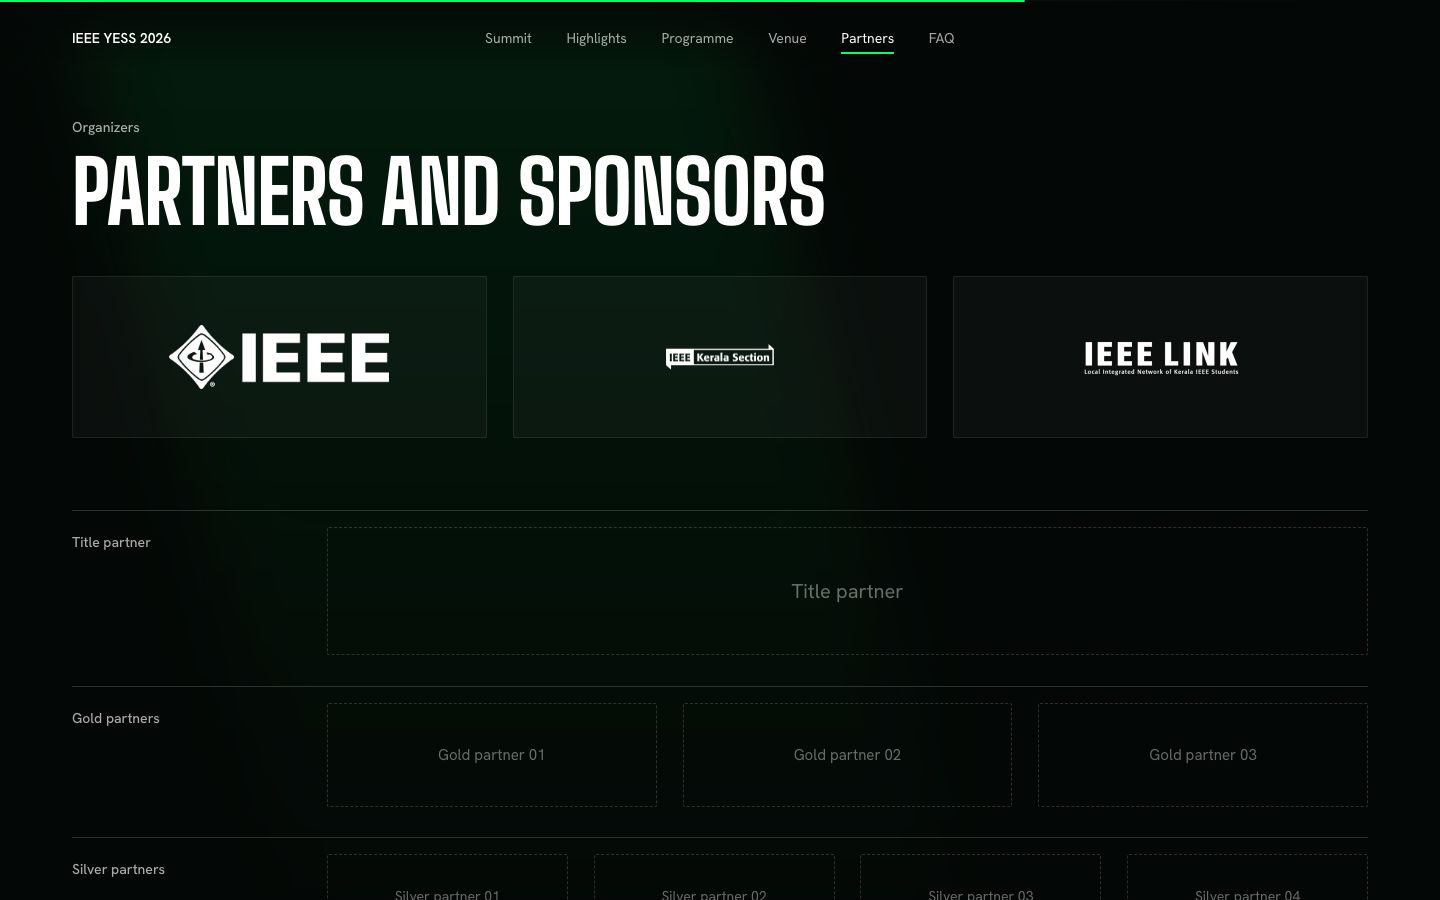 IEEE YESS 2026
Summit Highlights Programme Venue Partners FAQ
Organizers
PARTNERS AND SPONSORS
IEEE
®
IEEE Kerala Section
IEEE LINK
Local Integrated Network of Kerala IEEE Students
Title partner
Title partner
Gold partners
Gold partner 01
Gold partner 02
Gold partner 03
Silver partners
Silver partner 01
Silver partner 02
Silver partner 03
Silver partner 04